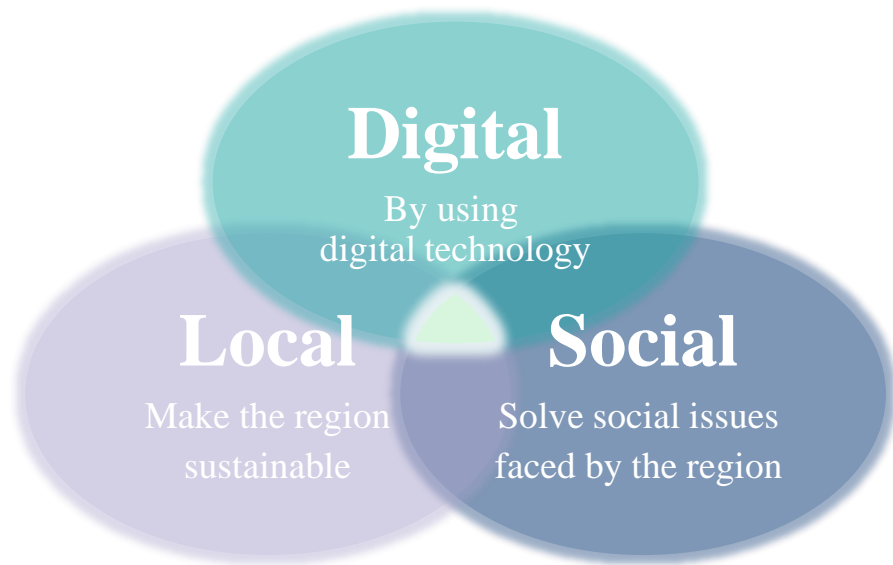 Digital
By using
digital technology
Local
Make the region
sustainable
Social
Solve social issues
faced by the region